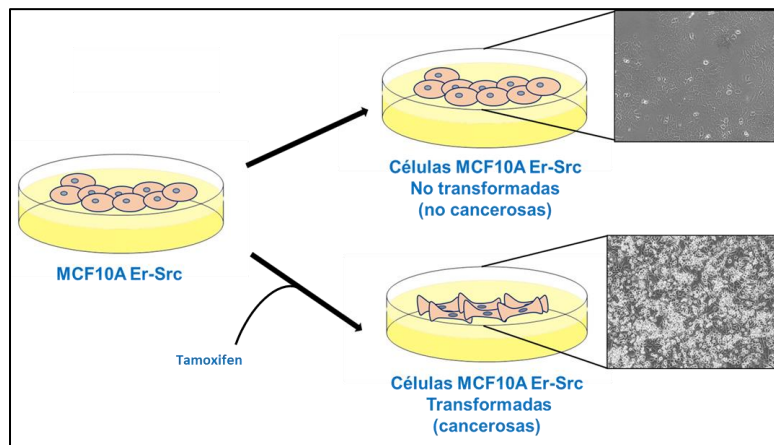 Células MCF10A Er-Src
No transformadas
(no cancerosas)
MCF10A Er-Src
Tamoxifen
Células MCF10A Er-Src
Transformadas
(cancerosas)